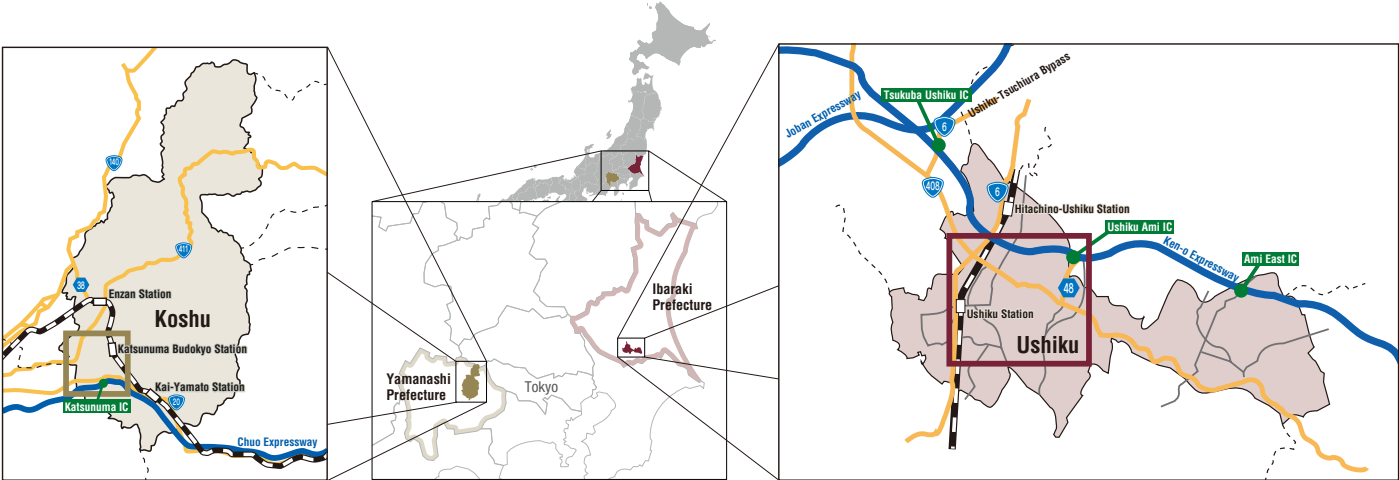 140
411
38
Enzan Station
Koshu
Katsunuma Budokyo Station
Kai-Yamato Station
Katsunuma IC
20
Chuo Expressway
Ibaraki
Prefecture
Yamanashi
Prefecture
Tokyo
Tsukuba Ushiku IC
Ushiku-Tsuchiura Bypass
Joban Expressway
6
408
6
Hitachino-Ushiku Station
Ushiku Ami IC
Ken-o Expressway
Ami East IC
48
Ushiku Station
Ushiku